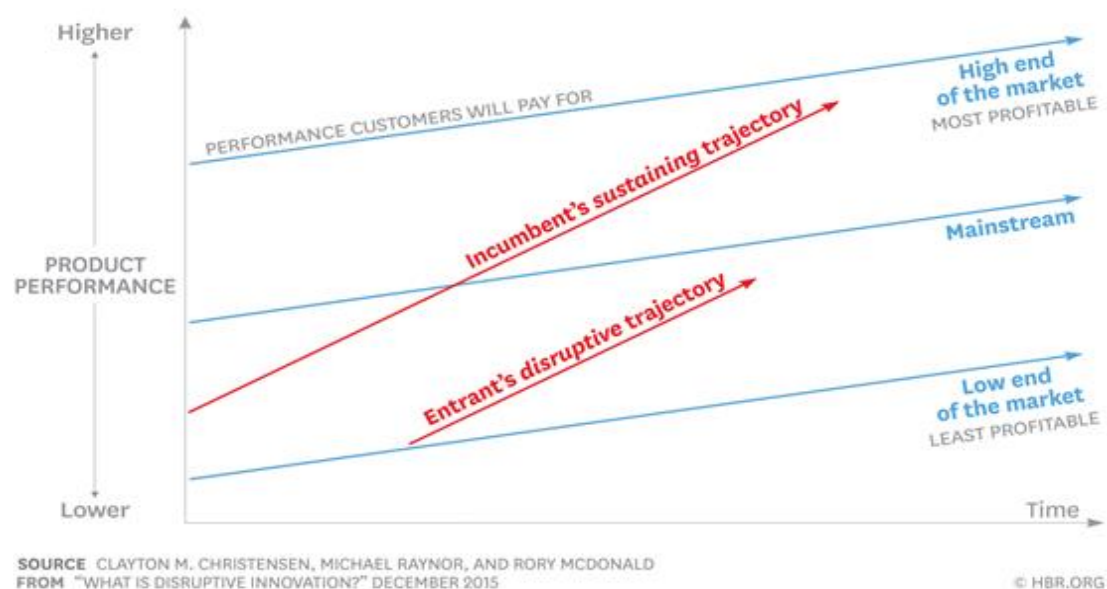 Higher
PERFORMANCE CUSTOMERS WILL PAY FOR
High end
of the market
MOST PROFITABLE
Incumbent's sustaining trajectory
Mainstream
PRODUCT
PERFORMANCE
Entrant's disruptive trajectory
Low end
of the market
LEAST PROFITABLE
Lower
Time
SOURCE CLAYTON M. CHRISTENSEN, MICHAEL RAYNOR, AND RORY MCDONALD
FROM "WHAT IS DISRUPTIVE INNOVATION?" DECEMBER 2015
© HBR.ORG